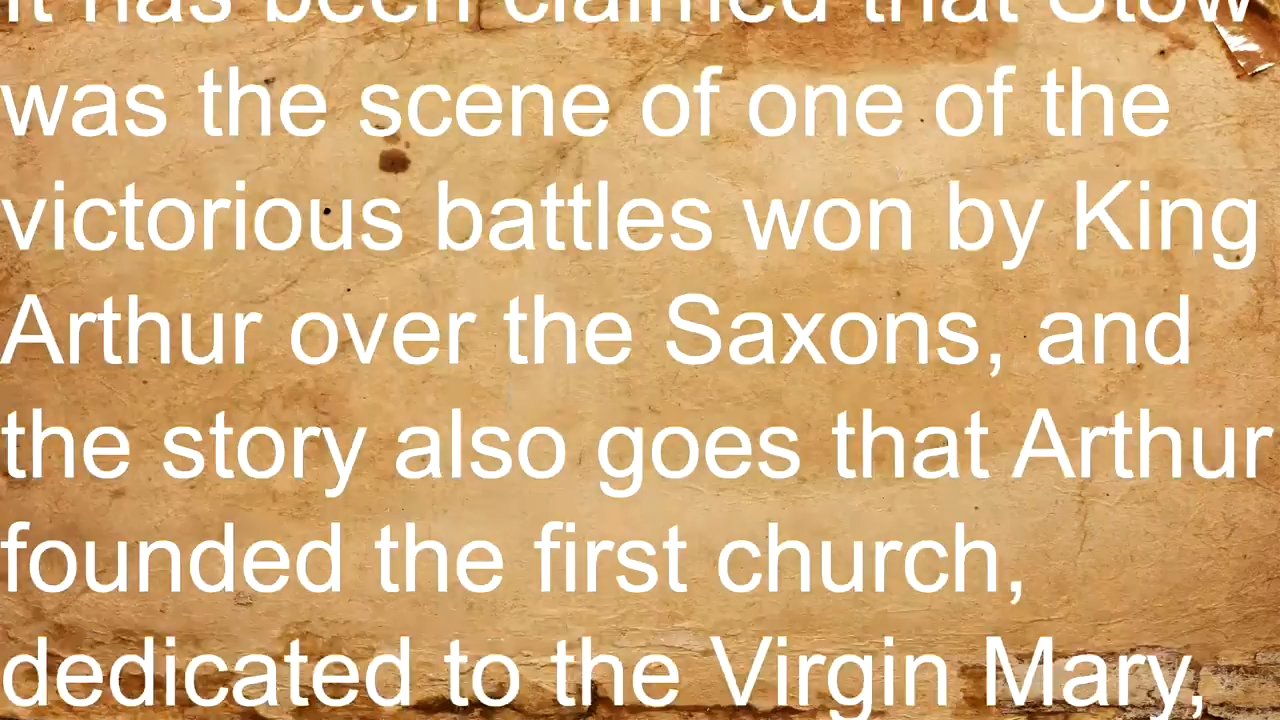 It has been claimed that Stow
was the scene of one of the
victorious battles won by King
Arthur over the Saxons, and
the story also goes that Arthur
founded the first church,
dedicated to the Virgin Mary,